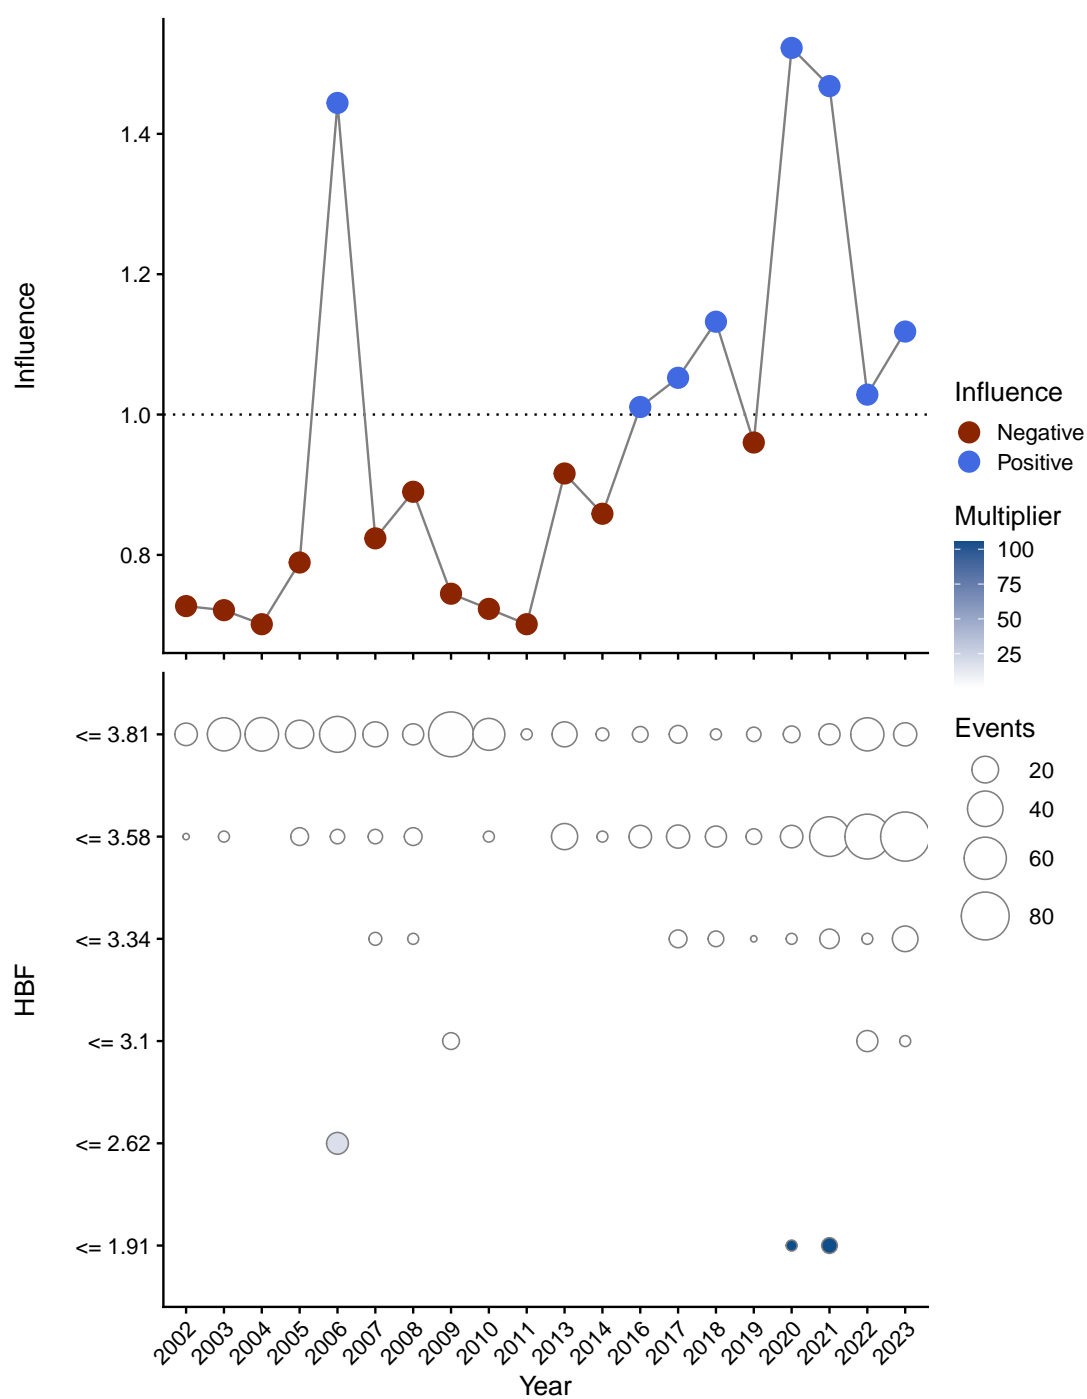 Influence
1.4
1.2
1.0
0.8
Influence
Negative
Positive
Multiplier
100
75
50
25
Events
20
40
60
80
HBF
<= 3.81
<= 3.58
<= 3.34
<= 3.1
<= 2.62
<= 1.91
2002 2003 2004 2005 2006 2007 2008 2009 2010 2011 2013 2014 2016 2017 2018 2019 2020 2021 2022 2023
Year